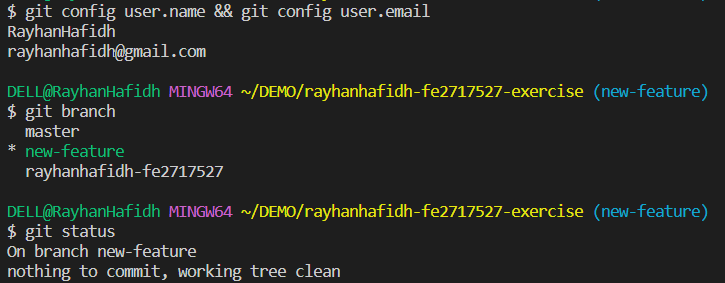 $ git config user.name && git config user.email
RayhanHafidh
rayhanhafidh@gmail.com
DELL@RayhanHafidh MINGW64 ~/DEMO/rayhanhafidh-fe2717527-exercise (new-feature)
$ git branch
  master
* new-feature
  rayhanhafidh-fe2717527
DELL@RayhanHafidh MINGW64 ~/DEMO/rayhanhafidh-fe2717527-exercise (new-feature)
$ git status
On branch new-feature
nothing to commit, working tree clean